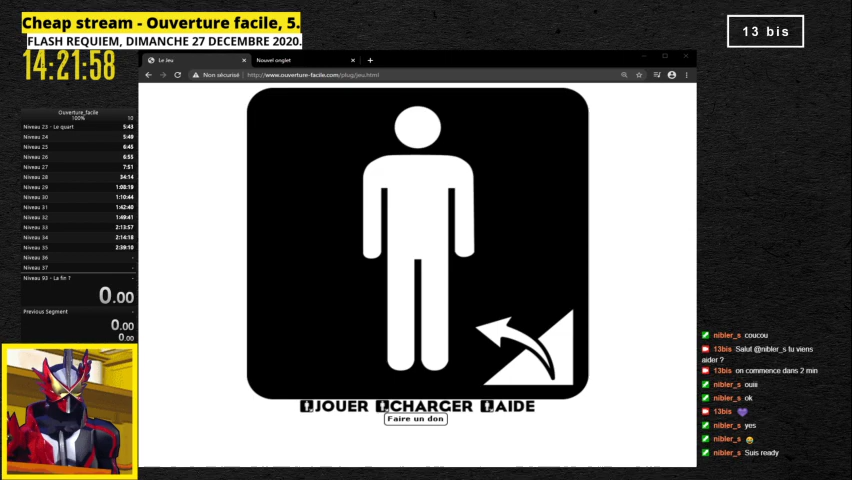 Cheap stream - Ouverture facile, 5.
FLASH REQUIEM, DIMANCHE 27 DECEMBRE 2020.
14:21:58
13 bis
Le Jeu
Nouvel onglet
Non sécurisé | http://www.ouverture-facile.com/plug/jeu.html
Ouverture_facile
100% 10
Niveau 23 - Le quart 5:43
Niveau 24 5:49
Niveau 25 6:45
Niveau 26 6:55
Niveau 27 7:51
Niveau 28 34:14
Niveau 29 1:00:19
Niveau 30 1:10:44
Niveau 31 1:42:40
Niveau 32 1:49:41
Niveau 33 2:13:57
Niveau 34 2:14:18
Niveau 35 2:39:10
Niveau 36 -
Niveau 37 -
Niveau 93 - La fin ? -
0.00
Previous Segment -
0.00
0.00
JOUER CHARGER AIDE
Faire un don
nibler_s coucou
13bis Salut @nibler_s tu viens
aider ?
13bis on commence dans 2 min
nibler_s ouiii
nibler_s ok
13bis 💜
nibler_s yes
nibler_s 😄
nibler_s Suis ready